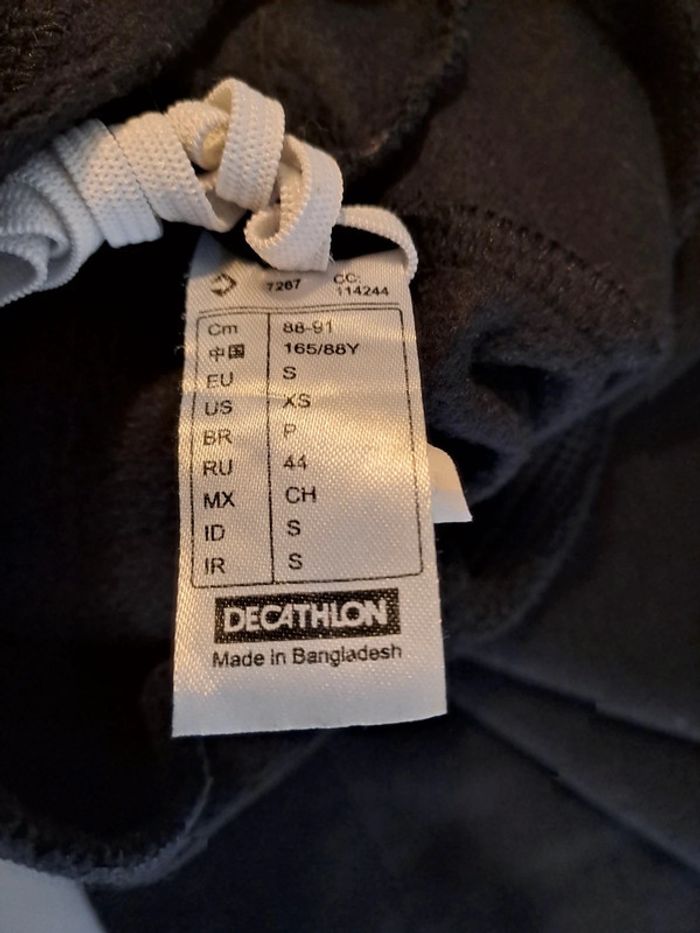 7267 CC:
114244
Cm 88-91
中国 165/88Y
EU S
US XS
BR P
RU 44
MX CH
ID S
IR S
DECATHLON
Made in Bangladesh